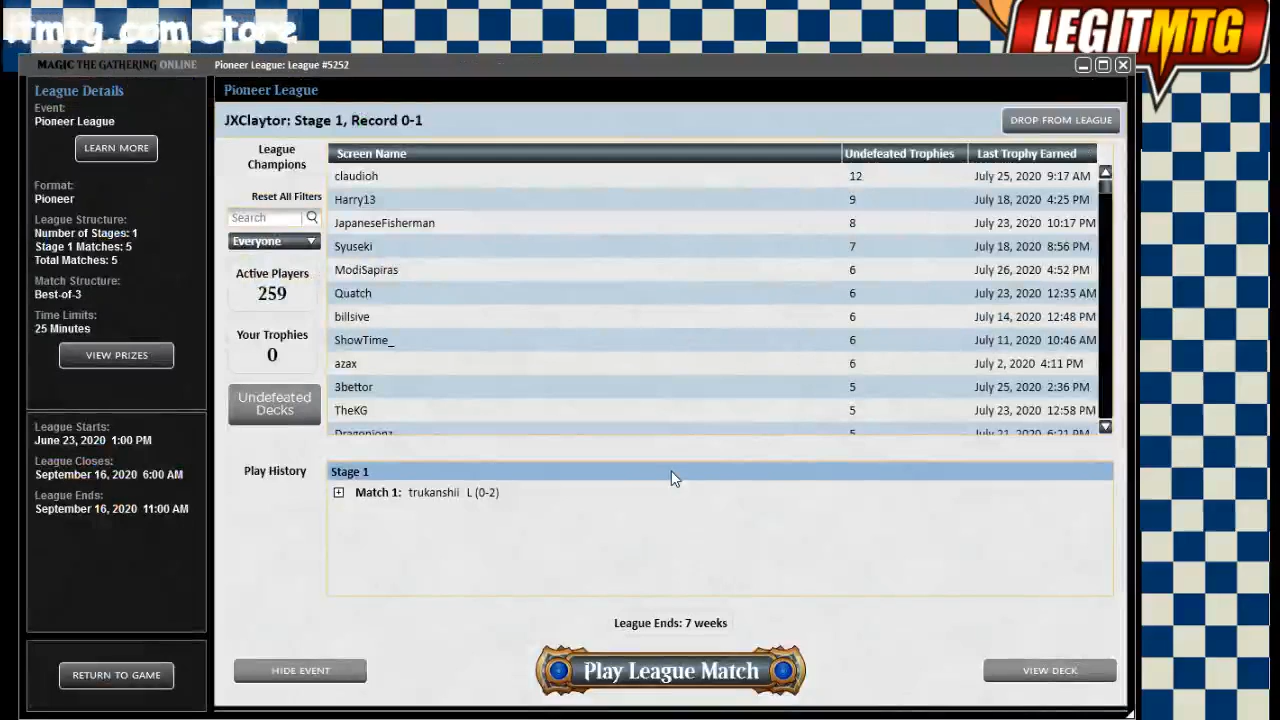 itmtg.com store
LEGITMTG
MAGIC THE GATHERING ONLINE
Pioneer League: League #5252
League Details
Event:
Pioneer League
LEARN MORE
Format:
Pioneer
League Structure:
Number of Stages: 1
Stage 1 Matches: 5
Total Matches: 5
Match Structure:
Best-of-3
Time Limits:
25 Minutes
VIEW PRIZES
League Starts:
June 23, 2020 1:00 PM
League Closes:
September 16, 2020 6:00 AM
League Ends:
September 16, 2020 11:00 AM
RETURN TO GAME
Pioneer League
JXClaytor: Stage 1, Record 0-1
DROP FROM LEAGUE
League
Champions
Reset All Filters
Search
Everyone
Active Players
259
Your Trophies
0
Undefeated
Decks
Screen Name Undefeated Trophies Last Trophy Earned
claudioh 12 July 25, 2020 9:17 AM
Harry13 9 July 18, 2020 4:25 PM
JapaneseFisherman 8 July 23, 2020 10:17 PM
Syuseki 7 July 18, 2020 8:56 PM
ModiSapiras 6 July 26, 2020 4:52 PM
Quatch 6 July 23, 2020 12:35 AM
billsive 6 July 14, 2020 12:48 PM
ShowTime_ 6 July 11, 2020 10:46 AM
azax 6 July 2, 2020 4:11 PM
3bettor 5 July 25, 2020 2:36 PM
TheKG 5 July 23, 2020 12:58 PM
5 July 21, 2020 6:21 PM
Play History
Stage 1
Match 1: trukanshii L (0-2)
League Ends: 7 weeks
HIDE EVENT
Play League Match
VIEW DECK